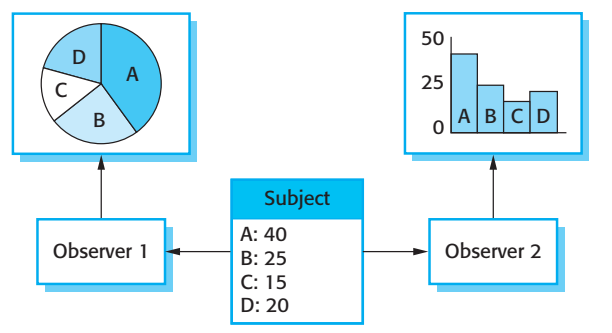 D
A
C
B
50
25
0
A B C D
Subject
A: 40
B: 25
C: 15
D: 20
Observer 1
Observer 2